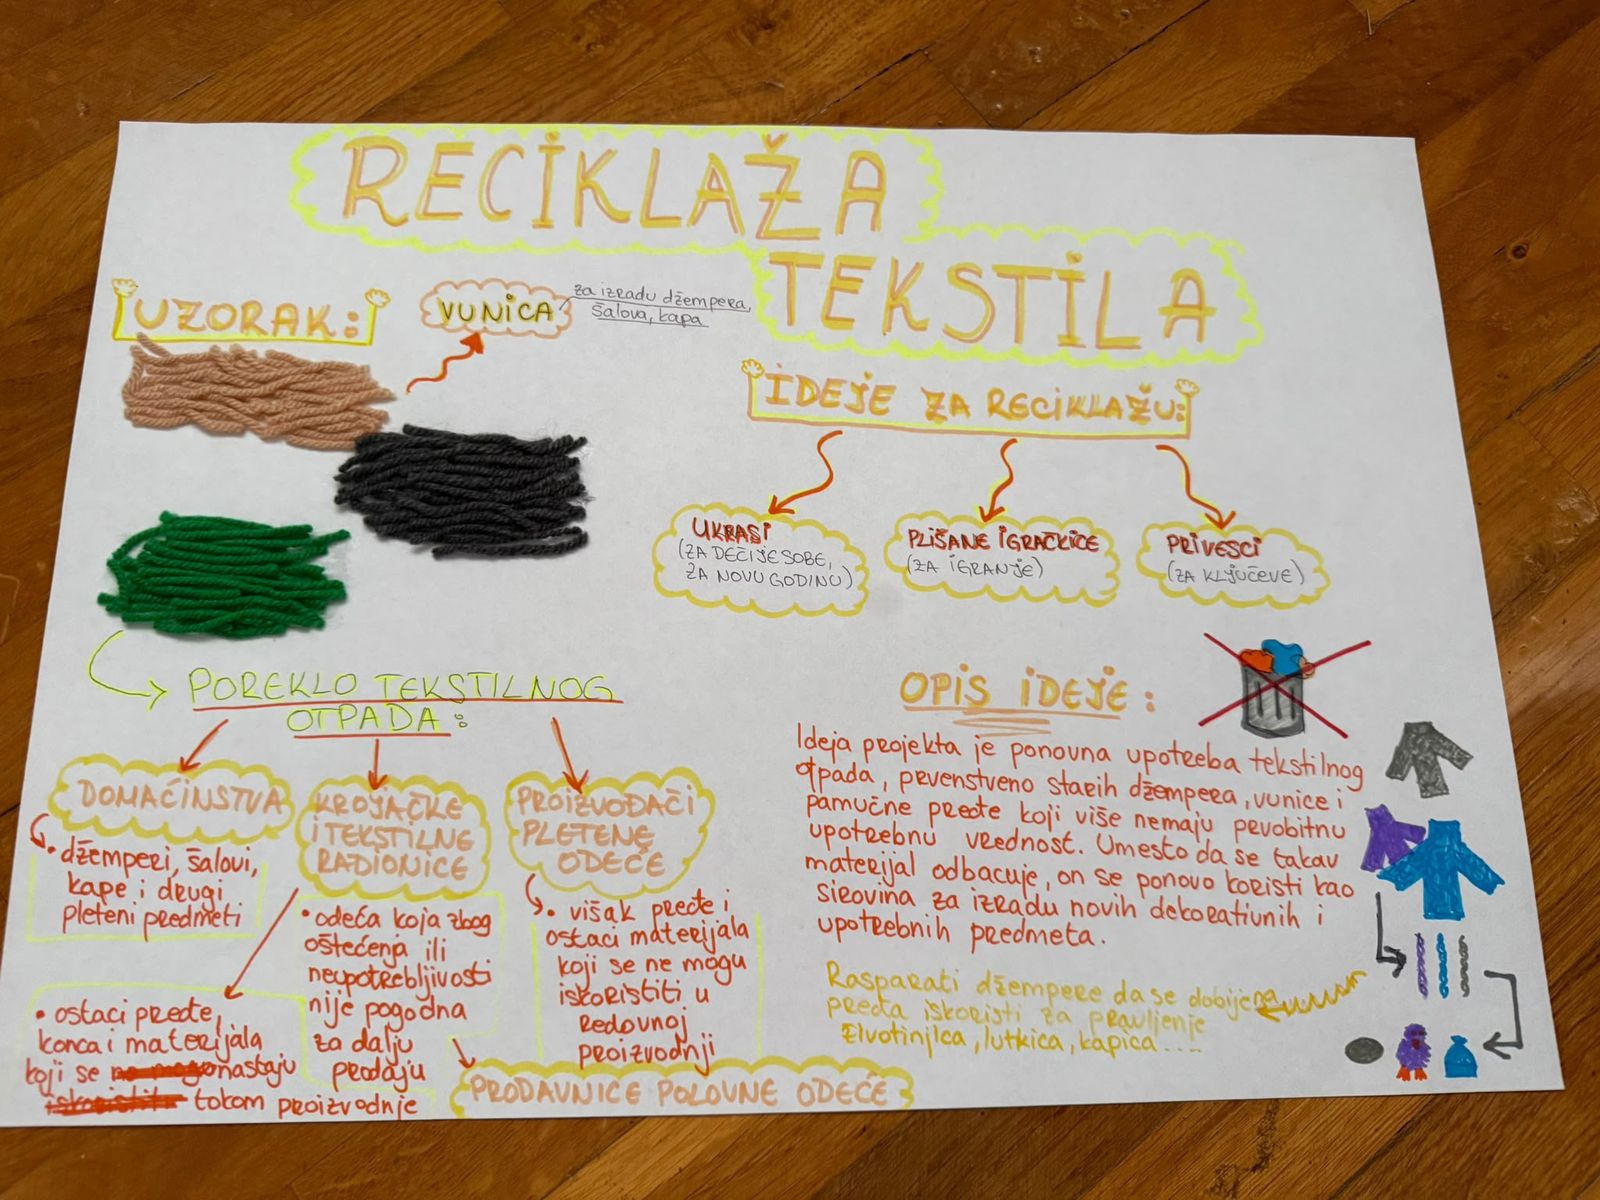 RECIKLAŽA
TEKSTILA
UZORAK:
VUNICA
za izradu džempera,
šalova, kapa
IDEJE ZA RECIKLAŽU:
UKRASI
(ZA DEČIJE SOBE,
ZA NOVU GODINU)
PLIŠANE IGRAČKICE
(ZA IGRANJE)
PRIVESCI
(ZA KLJUČEVE)
POREKLO TEKSTILNOG
OTPADA:
DOMAĆINSTVA
• džemperi, šalovi,
kape i drugi
pleteni predmeti
KROJAČKE
I TEKSTILNE
RADIONICE
• ostaci pređe,
konca i materijala
koji se nastaju
tokom proizvodnje
• odeća koja zbog
oštećenja ili
neupotrebljivosti
nije pogodna
za dalju
prodaju
PROIZVOĐAČI
PLETENE
ODEĆE
• višak pređe i
ostaci materijala
koji se ne mogu
iskoristiti u
redovnoj
proizvodnji
PRODAVNICE POLOVNE ODEĆE
OPIS IDEJE:
Ideja projekta je ponovna upotreba tekstilnog
otpada, prvenstveno starih džempera, vunice i
pamučne pređe koji više nemaju prvobitnu
upotrebnu vrednost. Umesto da se takav
materijal odbacuje, on se ponovo koristi kao
sirovina za izradu novih dekorativnih i
upotrebnih predmeta.
Rasparati džempere da se dobijena
pređa iskoristi za pravljenje
životinjica, lutkica, kapica....